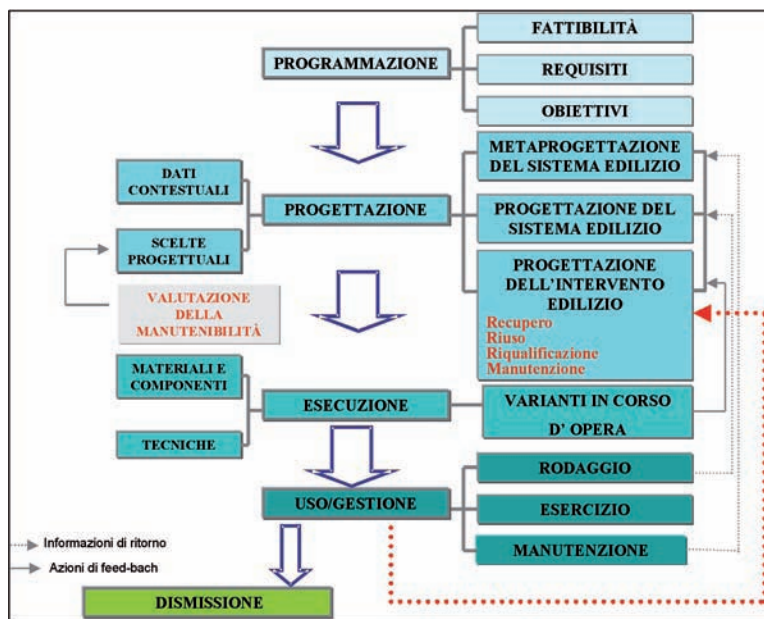 FATTIBILITÀ
PROGRAMMAZIONE
REQUISITI
OBIETTIVI
METAPROGETTAZIONE
DEL SISTEMA EDILIZIO
DATI
CONTESTUALI
PROGETTAZIONE
PROGETTAZIONE DEL
SISTEMA EDILIZIO
SCELTE
PROGETTUALI
PROGETTAZIONE
DELL'INTERVENTO
EDILIZIO
Recupero
Riuso
Riqualificazione
Manutenzione
VALUTAZIONE
DELLA
MANUTENIBILITÀ
MATERIALI E
COMPONENTI
ESECUZIONE
VARIANTI IN CORSO
D' OPERA
TECNICHE
RODAGGIO
USO/GESTIONE
ESERCIZIO
MANUTENZIONE
Informazioni di ritorno
Azioni di feed-bach
DISMISSIONE